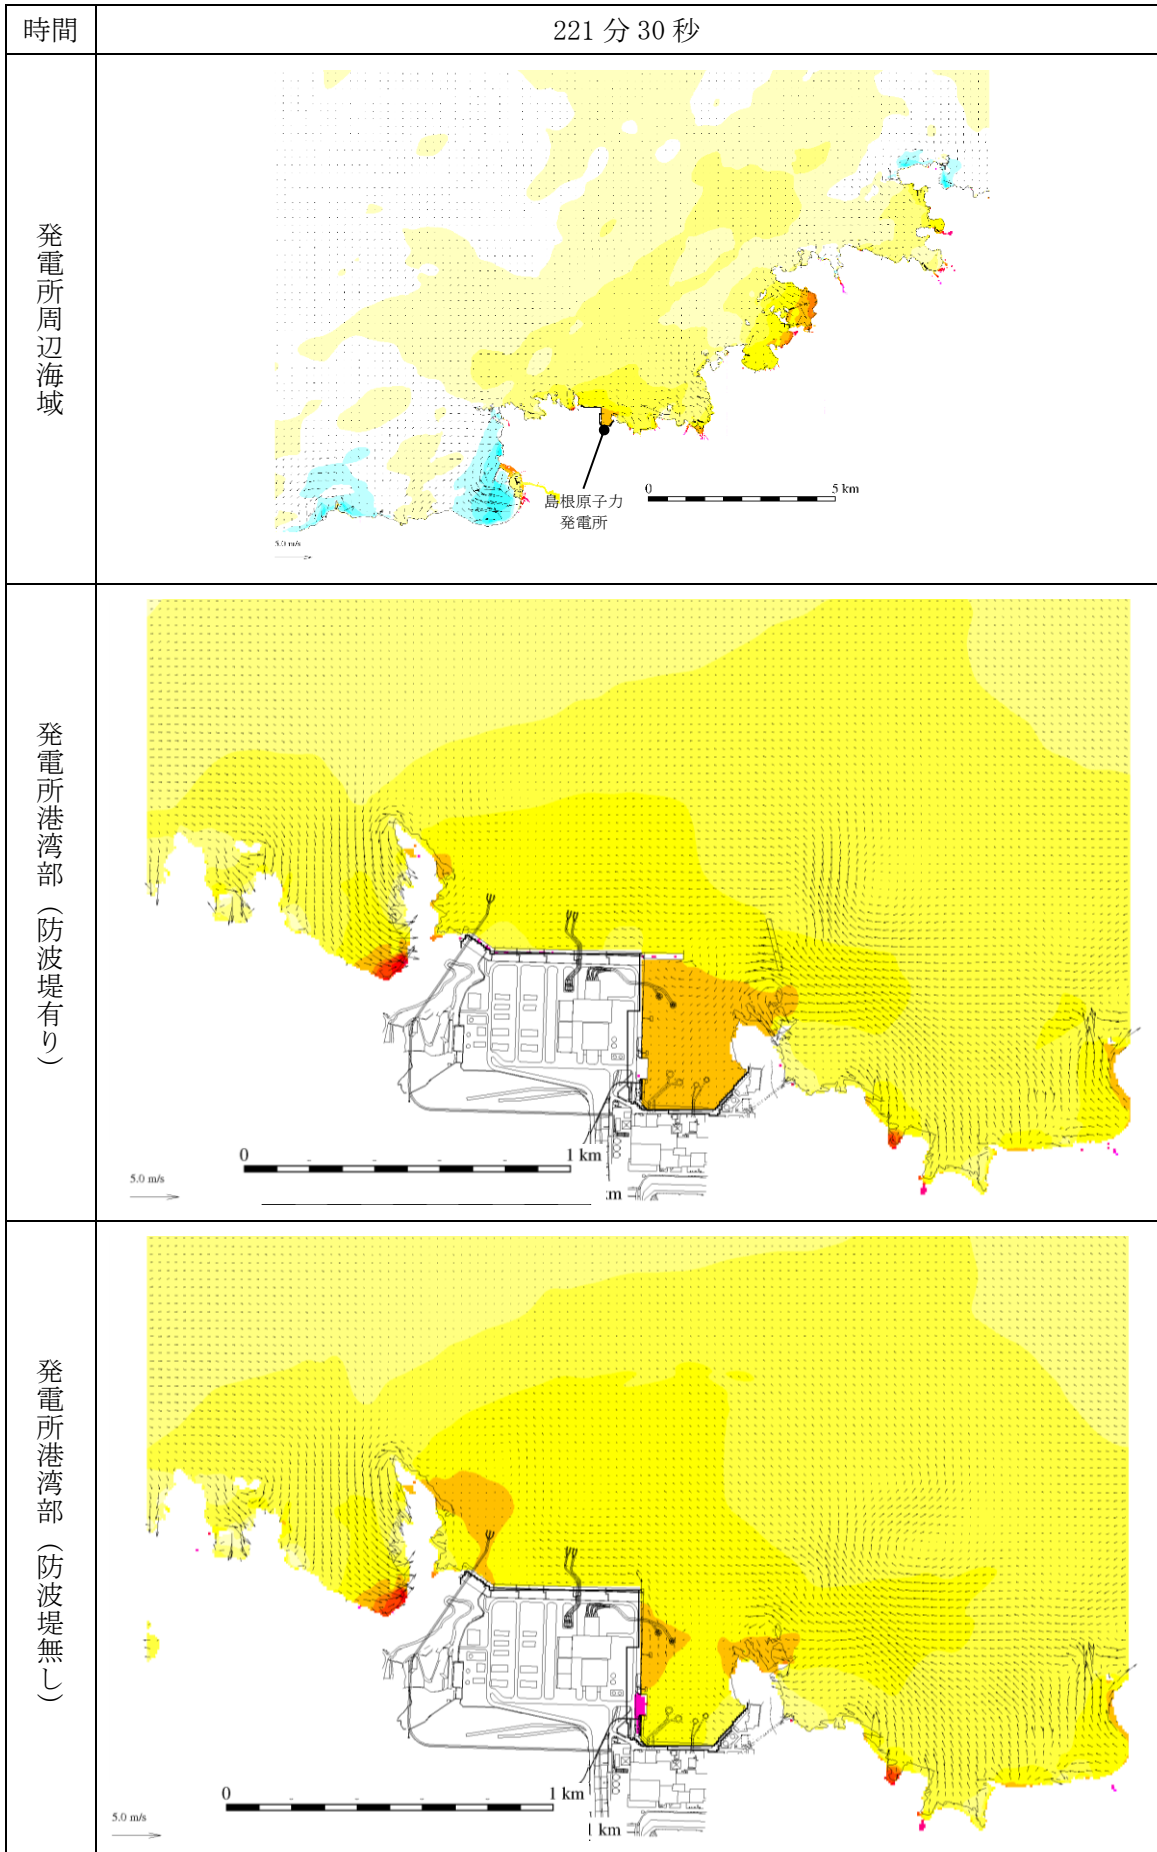 時間
221 分 30 秒
発電所周辺海域
島根原子力
発電所
0
5 km
5.0 m/s
発電所港湾部（防波堤有り）
0
1 km
5.0 m/s
km
発電所港湾部（防波堤無し）
0
1 km
5.0 m/s
km